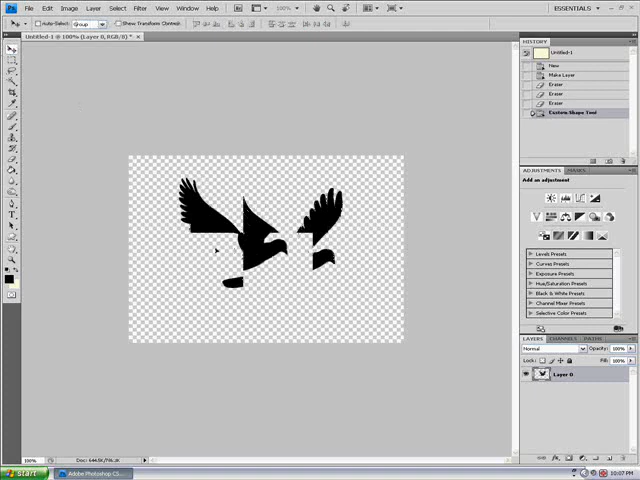 Ps File Edit Image Layer Select Filter View Analysis 3D Window Help Br 100% ESSENTIALS
Auto-Select: Group Show Transform Controls
Untitled-1 @ 100% (Layer 0, RGB/8) *
HISTORY
Untitled-1
New
Make Layer
Eraser
Eraser
Eraser
Custom Shape Tool
ADJUSTMENTS MASKS
Add an adjustment
Levels Presets
Curves Presets
Exposure Presets
Hue/Saturation Presets
Black & White Presets
Channel Mixer Presets
Selective Color Presets
LAYERS CHANNELS PATHS
Normal Opacity: 100%
Lock: Fill: 100%
Layer 0
100%
start Adobe Photoshop CS... 10:07 PM